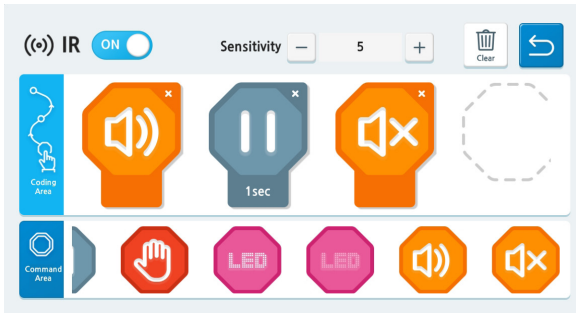 IR ON Sensitivity 5
Clear
1sec
Coding
Area
LED LED
Command
Area